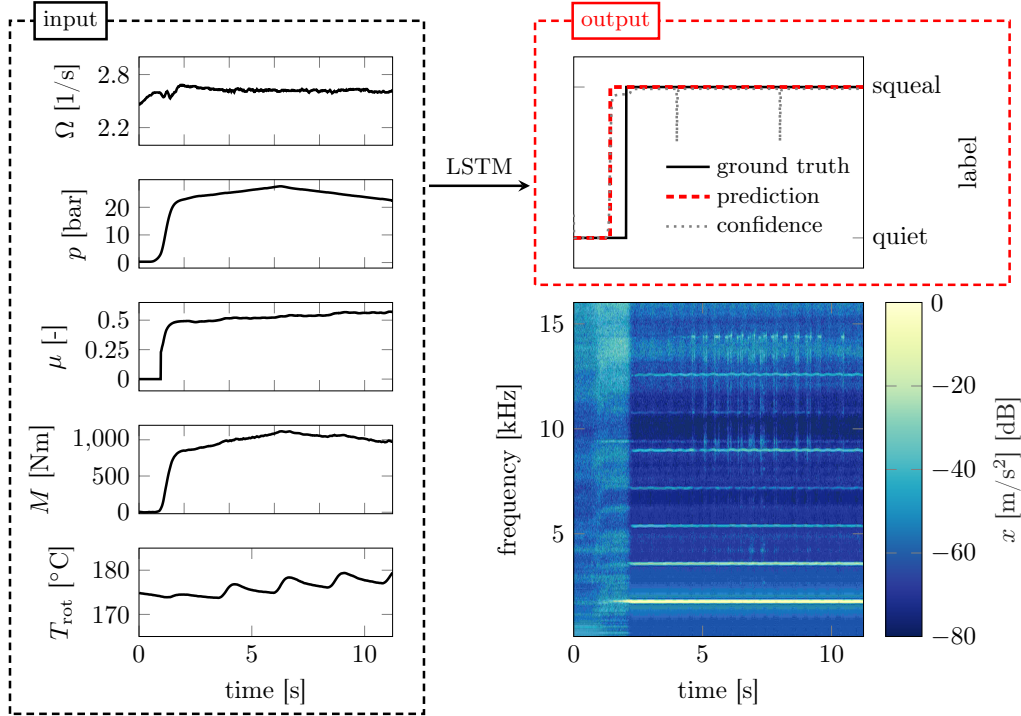 input
Ω [1/s]
2.8
2.2
p [bar]
20
10
0
μ [-]
0.5
0.25
0
M [Nm]
1,000
500
0
T_rot [°C]
180
170
0
5
10
time [s]
LSTM
output
squeal
quiet
label
ground truth
prediction
confidence
frequency [kHz]
15
10
5
0
5
10
time [s]
0
−20
−40
−60
−80
x [m/s²] [dB]